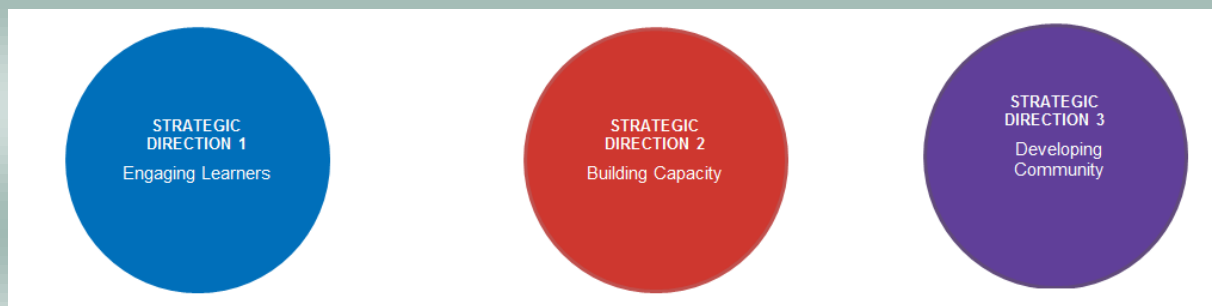 STRATEGIC
DIRECTION 1
Engaging Learners
STRATEGIC
DIRECTION 2
Building Capacity
STRATEGIC
DIRECTION 3
Developing
Community